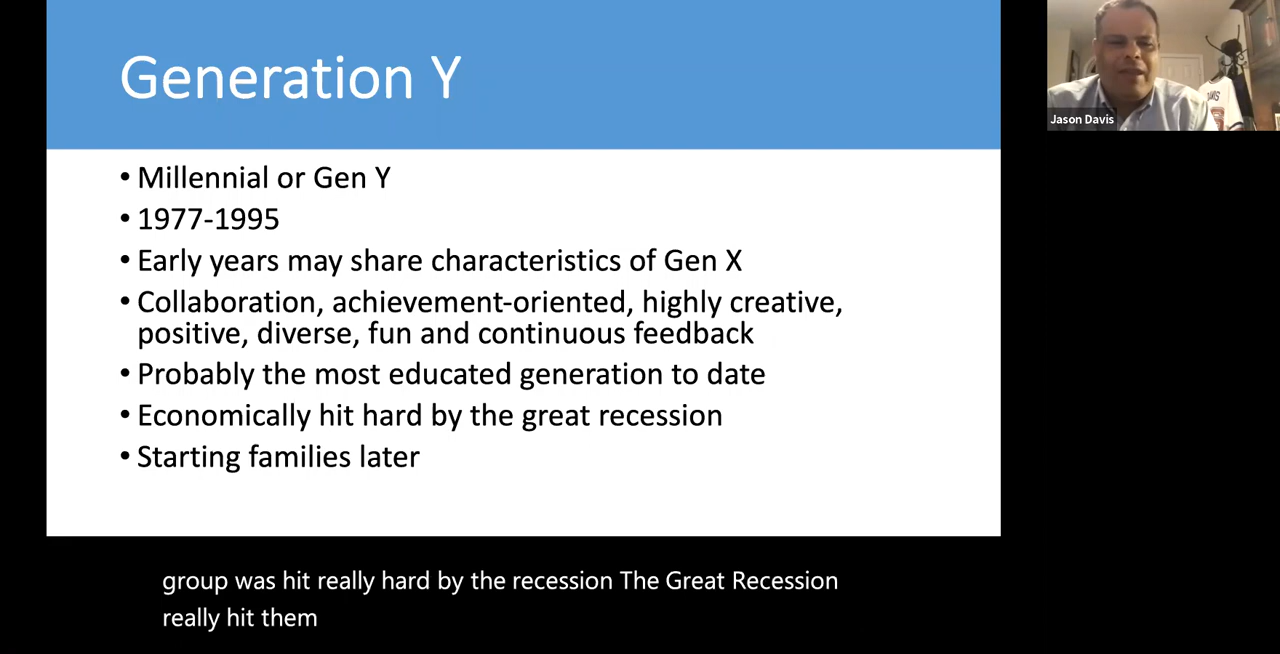 Generation Y
• Millennial or Gen Y
• 1977-1995
• Early years may share characteristics of Gen X
• Collaboration, achievement-oriented, highly creative,
positive, diverse, fun and continuous feedback
• Probably the most educated generation to date
• Economically hit hard by the great recession
• Starting families later
Jason Davis
group was hit really hard by the recession The Great Recession
really hit them